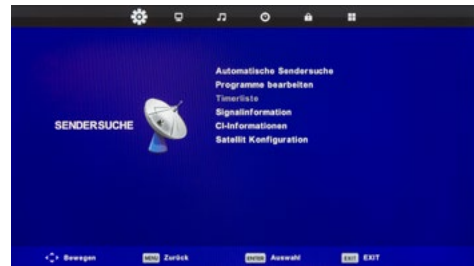 Automatische Sendersuche
Programme bearbeiten
Timerliste
Signalinformation
CI-Informationen
Satellit Konfiguration
SENDERSUCHE
Bewegen
MENU Zurück
ENTER Auswahl
EXIT EXIT